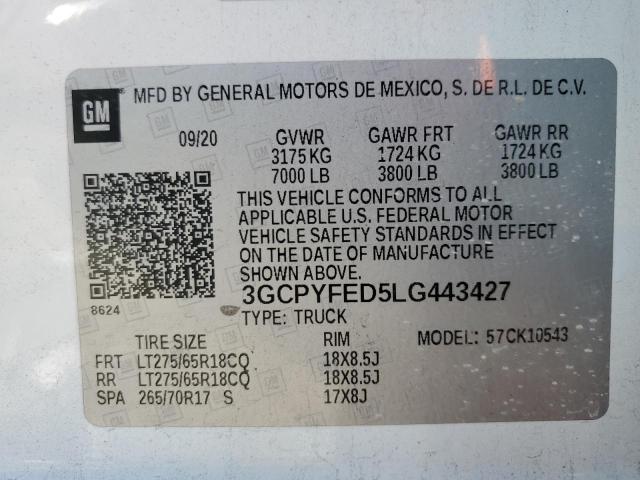 GM
MFD BY GENERAL MOTORS DE MEXICO, S. DE R.L. DE C.V.
09/20 GVWR GAWR FRT GAWR RR
3175 KG 1724 KG 1724 KG
7000 LB 3800 LB 3800 LB
THIS VEHICLE CONFORMS TO ALL
APPLICABLE U.S. FEDERAL MOTOR
VEHICLE SAFETY STANDARDS IN EFFECT
ON THE DATE OF MANUFACTURE
SHOWN ABOVE.
8624 3GCPYFED5LG443427
TYPE: TRUCK
TIRE SIZE RIM MODEL: 57CK10543
FRT LT275/65R18CQ 18X8.5J
RR LT275/65R18CQ 18X8.5J
SPA 265/70R17 S 17X8J